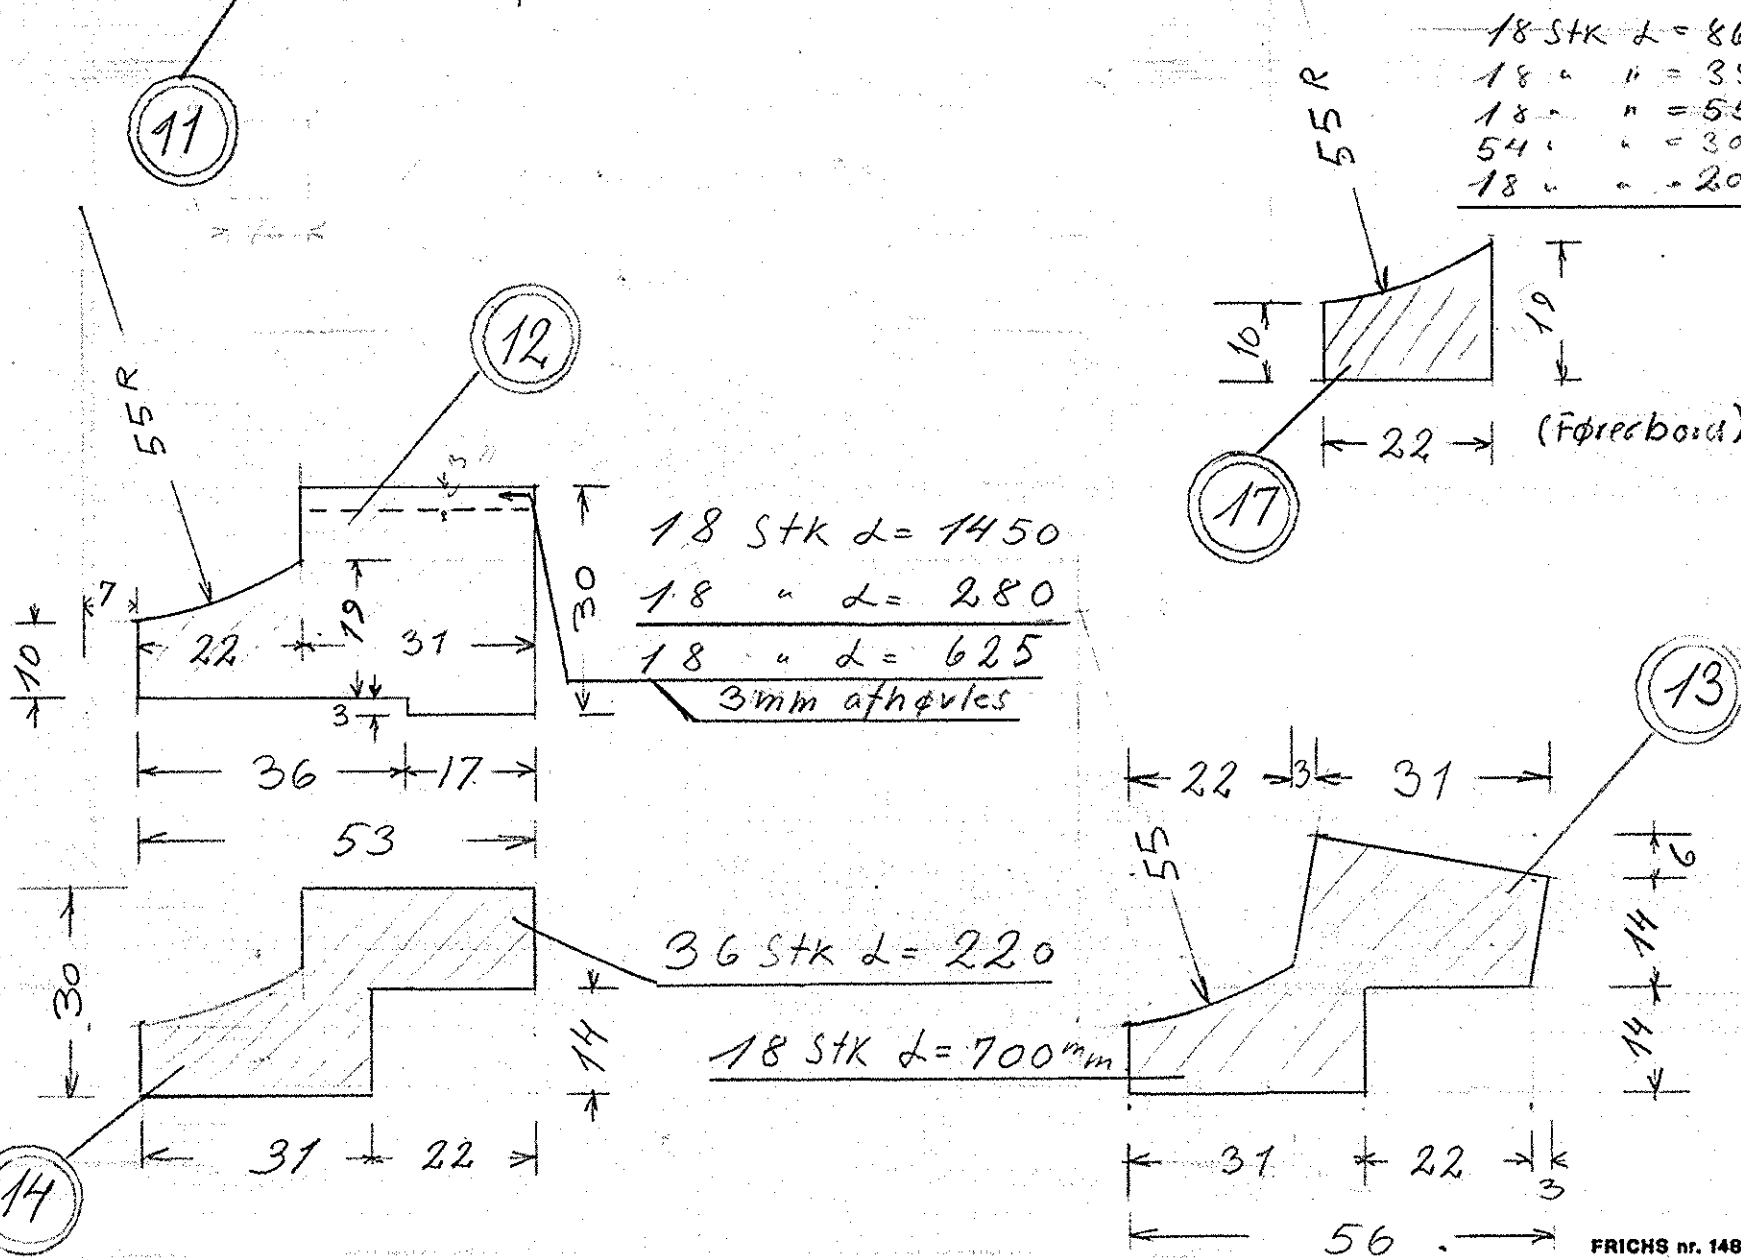 11
18 Stk L = 86
18 " " = 3
18 " " = 55
54 " " = 30
18 " " = 20
55 R
10
19
22
(Førerbord)
17
12
55 R
3
7
10
22
19
31
30
3
36
17
53
18 Stk L = 1450
18 " L = 280
18 " L = 625
3mm afhøvles
13
22
3
31
55
6
14
14
31
22
3
56
18 Stk L = 700 mm
36 Stk L = 220
30
14
31
22
14
FRICHS nr. 148